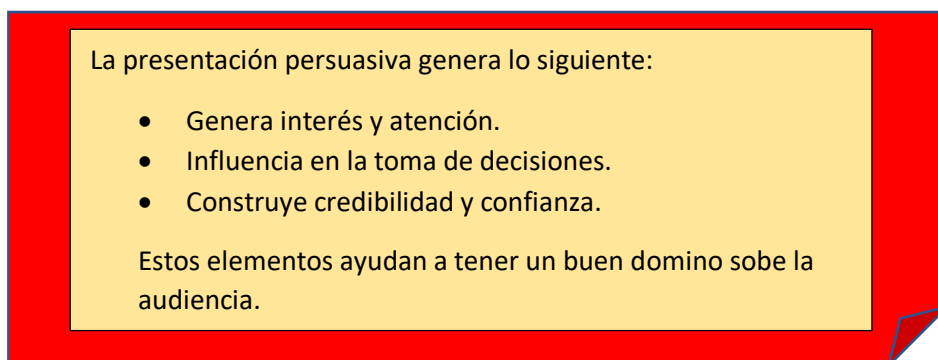 La presentación persuasiva genera lo siguiente:
• Genera interés y atención.
• Influencia en la toma de decisiones.
• Construye credibilidad y confianza.
Estos elementos ayudan a tener un buen domino sobe la
audiencia.